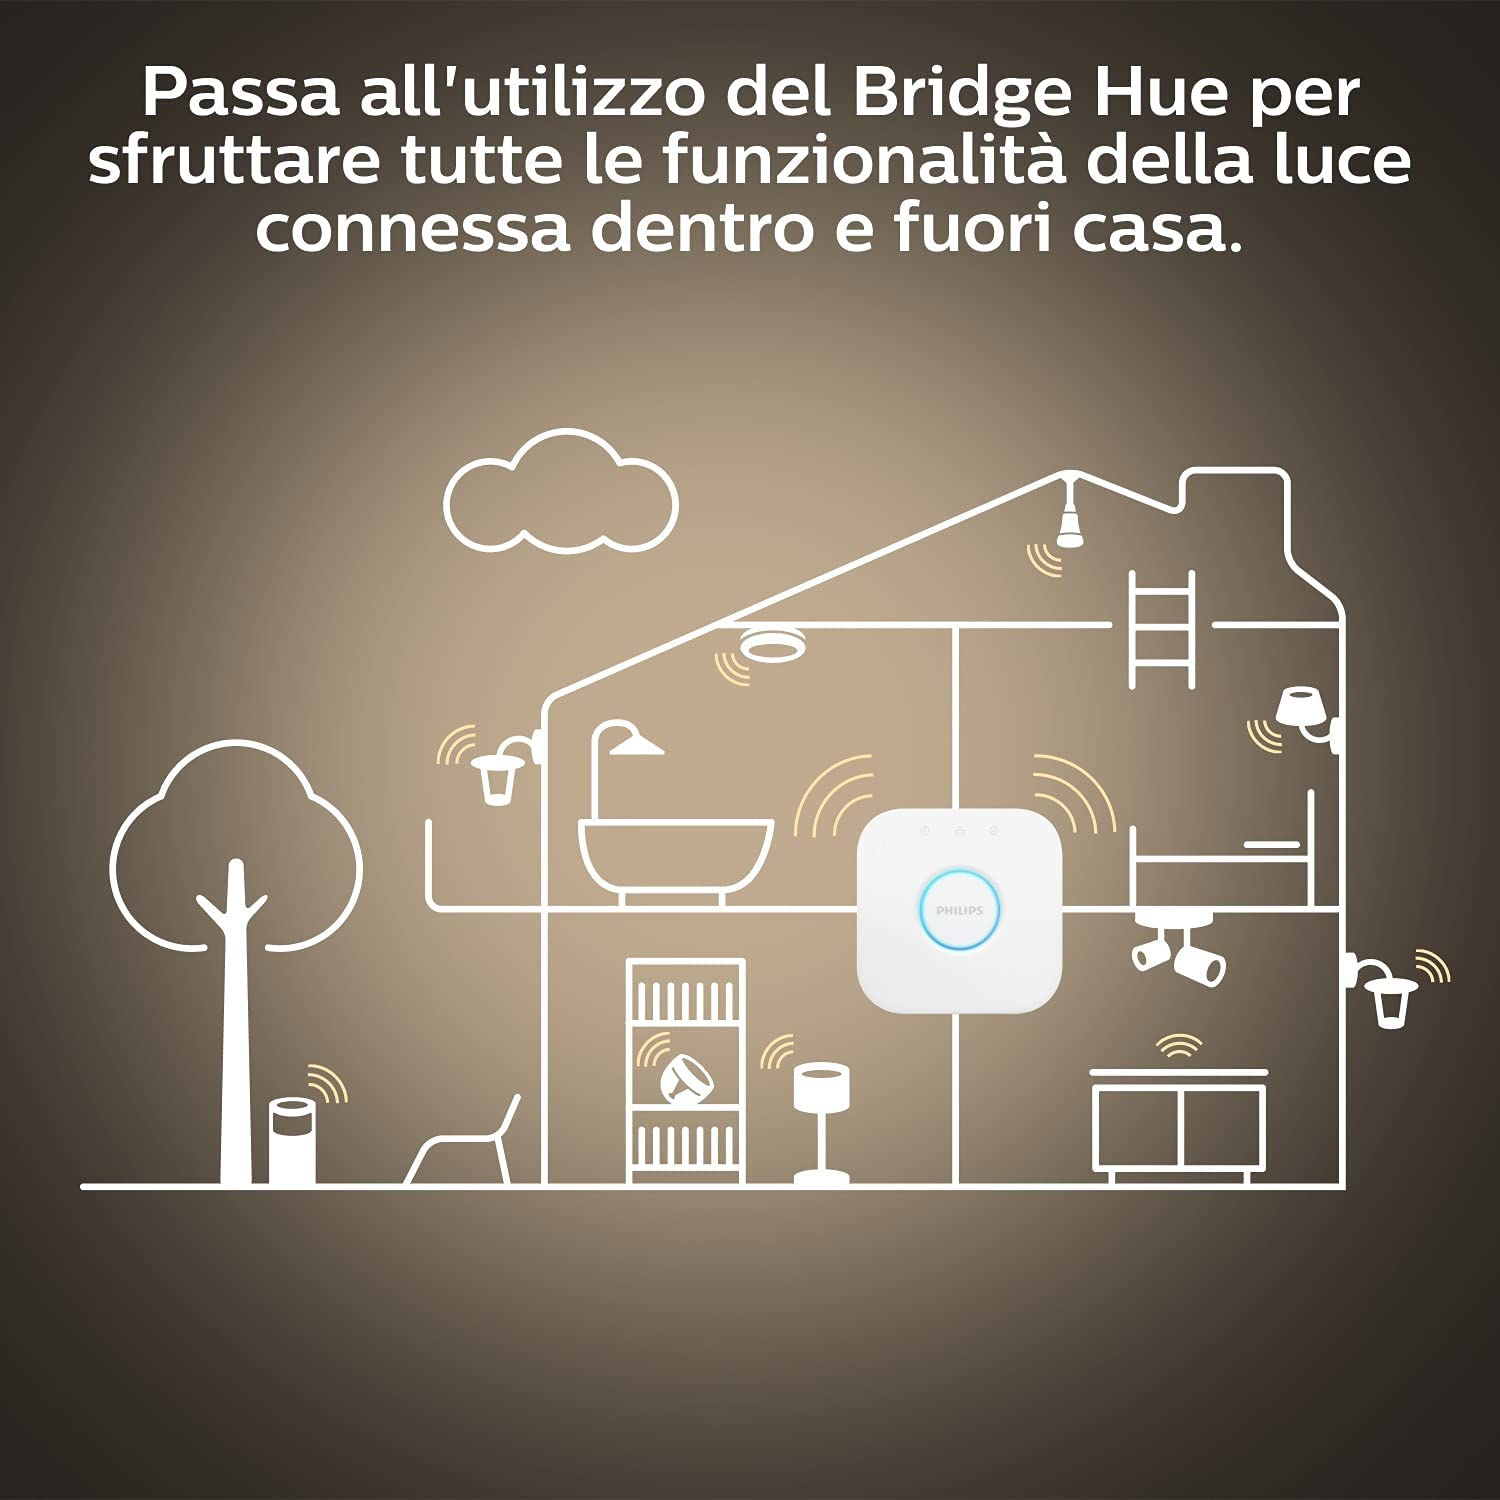 Passa all'utilizzo del Bridge Hue per
sfruttare tutte le funzionalità della luce
connessa dentro e fuori casa.
PHILIPS